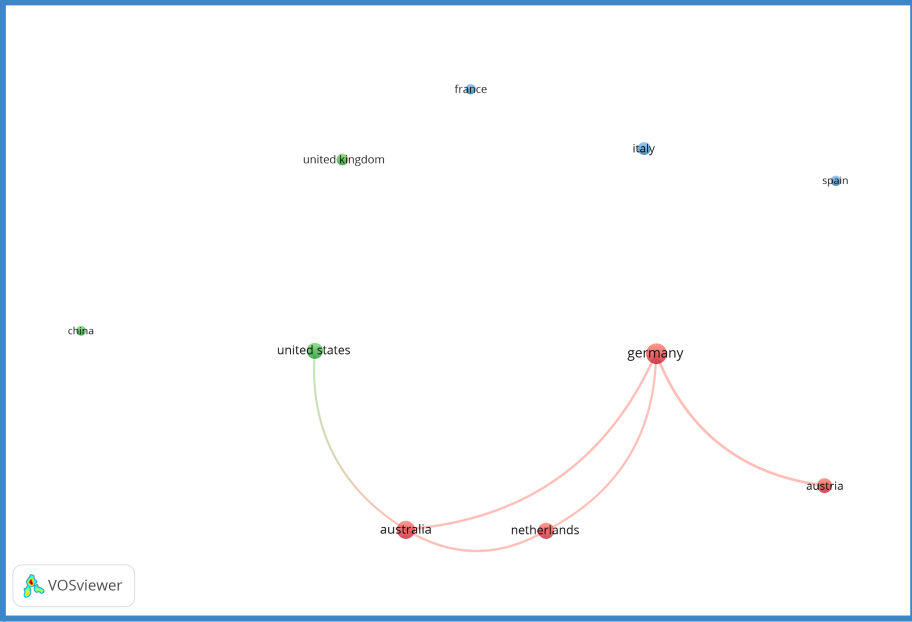 france
united kingdom
italy
spain
china
united states
germany
austria
australia
netherlands
VOSviewer